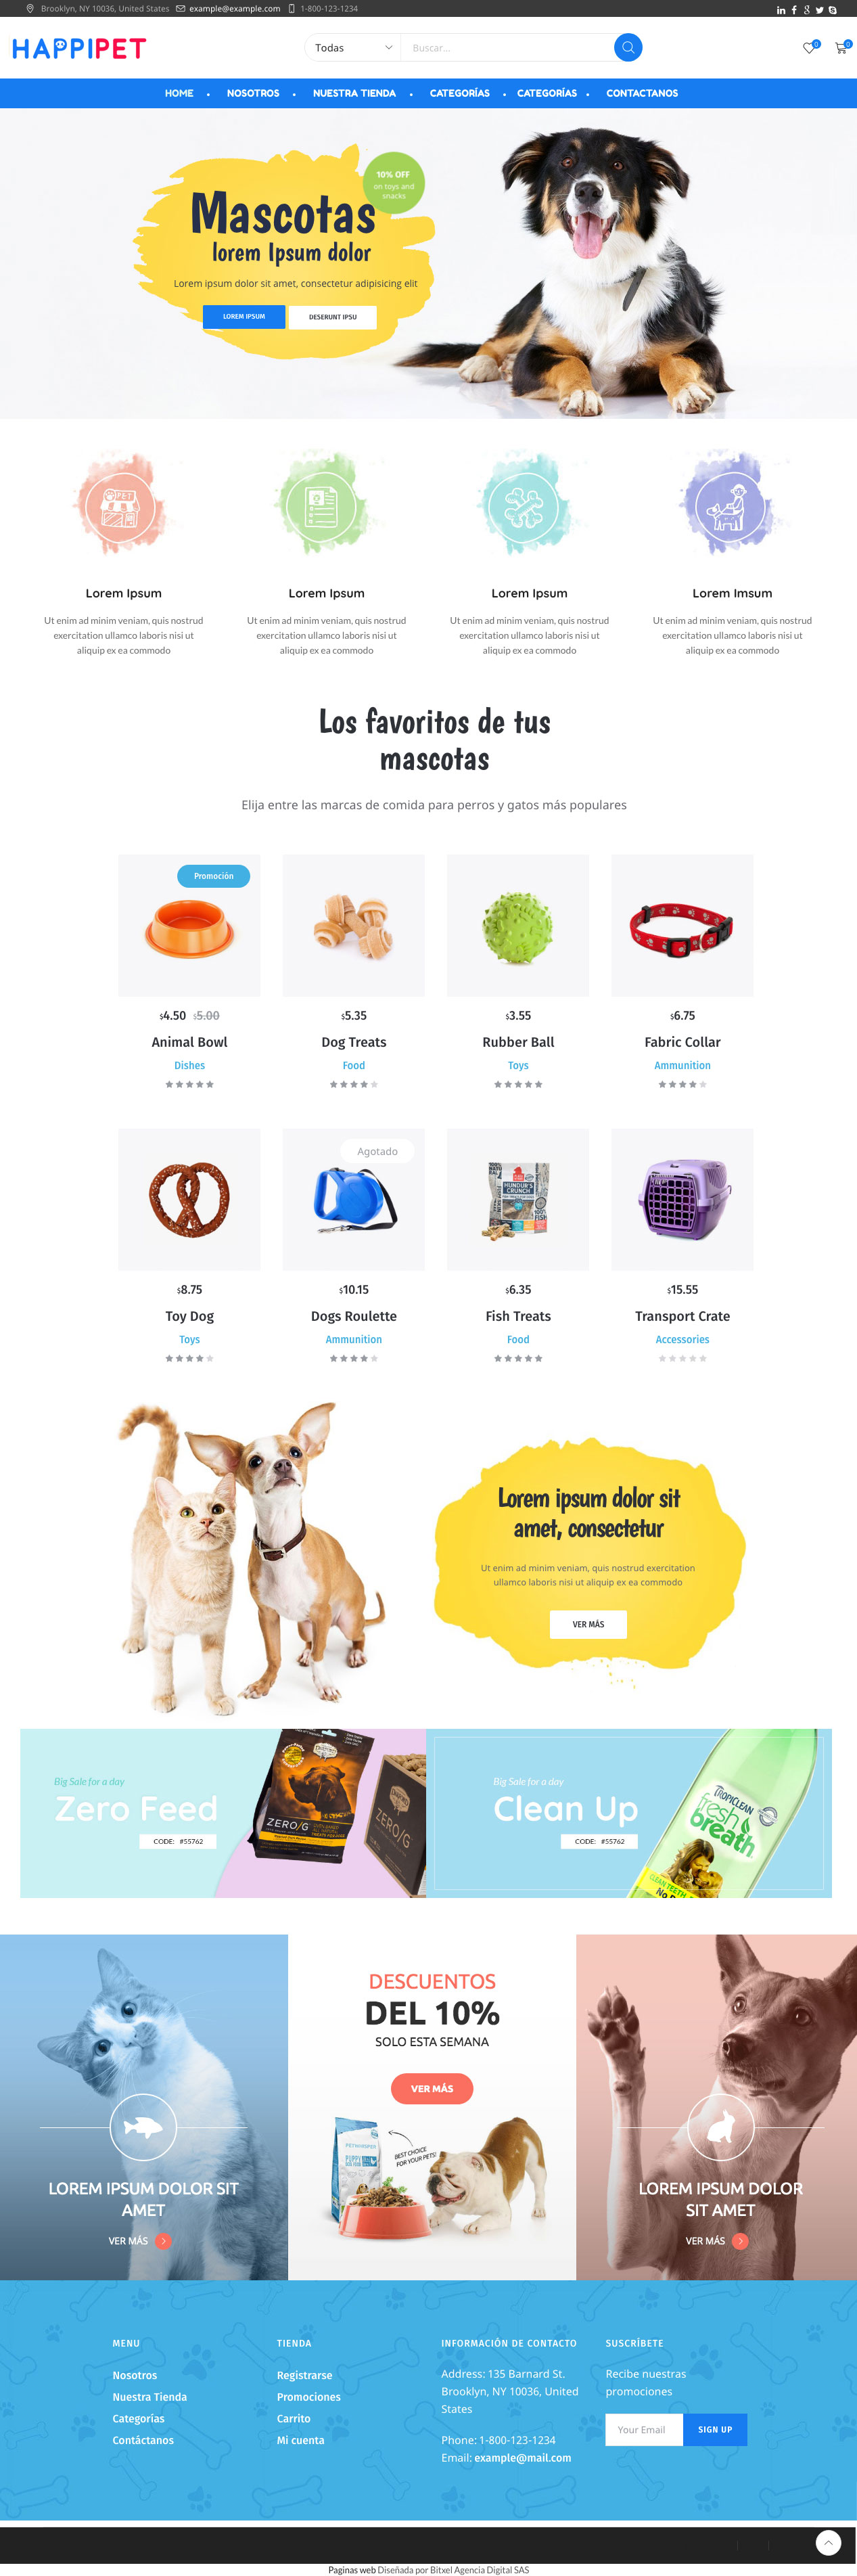 Brooklyn, NY 10036, United States example@example.com 1-800-123-1234
HAPPIPET
Todas
Buscar...
0
0
HOME
NOSOTROS
NUESTRA TIENDA
CATEGORÍAS
CATEGORÍAS
CONTACTANOS
10% OFF
on toys and
snacks
Mascotas
lorem Ipsum dolor
Lorem ipsum dolor sit amet, consectetur adipisicing elit
LOREM IPSUM
DESERUNT IPSU
PET
Lorem Ipsum
Ut enim ad minim veniam, quis nostrud
exercitation ullamco laboris nisi ut
aliquip ex ea commodo
Lorem Ipsum
Ut enim ad minim veniam, quis nostrud
exercitation ullamco laboris nisi ut
aliquip ex ea commodo
Lorem Ipsum
Ut enim ad minim veniam, quis nostrud
exercitation ullamco laboris nisi ut
aliquip ex ea commodo
Lorem Imsum
Ut enim ad minim veniam, quis nostrud
exercitation ullamco laboris nisi ut
aliquip ex ea commodo
Los favoritos de tus
mascotas
Elija entre las marcas de comida para perros y gatos más populares
Promoción
$4.50 $5.00
Animal Bowl
Dishes
$5.35
Dog Treats
Food
$3.55
Rubber Ball
Toys
$6.75
Fabric Collar
Ammunition
$8.75
Toy Dog
Toys
Agotado
$10.15
Dogs Roulette
Ammunition
HUNDUR'S
CRUNCH
100%
FISH
$6.35
Fish Treats
Food
$15.55
Transport Crate
Accessories
Lorem ipsum dolor sit
amet, consectetur
Ut enim ad minim veniam, quis nostrud exercitation
ullamco laboris nisi ut aliquip ex ea commodo
VER MÁS
Big Sale for a day
Zero Feed
CODE: #55762
ZERO/G
ZERO/G
Big Sale for a day
Clean Up
CODE: #55762
TROPICLEAN
fresh
breath
CLEAN TEETH
LOREM IPSUM DOLOR SIT
AMET
VER MÁS
DESCUENTOS
DEL 10%
SOLO ESTA SEMANA
VER MÁS
PUPPY
BEST CHOICE
FOR YOUR PETS!
LOREM IPSUM DOLOR
SIT AMET
VER MÁS
MENU
Nosotros
Nuestra Tienda
Categorías
Contáctanos
TIENDA
Registrarse
Promociones
Carrito
Mi cuenta
INFORMACIÓN DE CONTACTO
Address: 135 Barnard St.
Brooklyn, NY 10036, United
States
Phone: 1-800-123-1234
Email: example@mail.com
SUSCRÍBETE
Recibe nuestras
promociones
Your Email
SIGN UP
Paginas web Diseñada por Bitxel Agencia Digital SAS